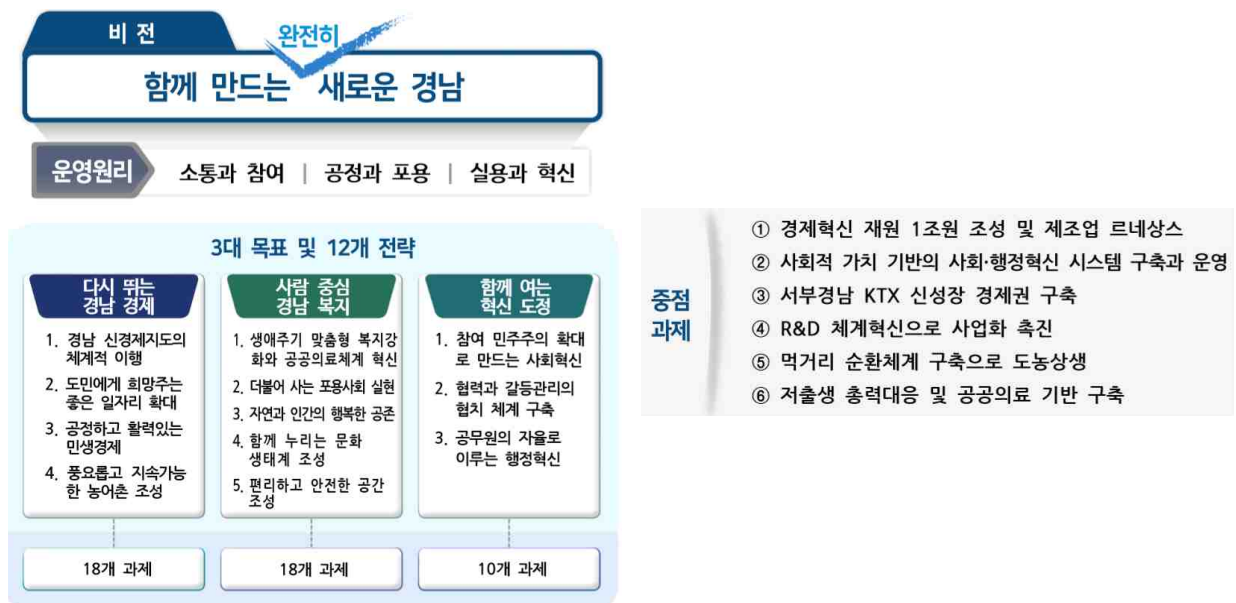 비 전
완전히
함께 만드는 새로운 경남
운영원리
소통과 참여 | 공정과 포용 | 실용과 혁신
3대 목표 및 12개 전략
다시 뛰는
경남 경제
1. 경남 신경제지도의
체계적 이행
2. 도민에게 희망주는
좋은 일자리 확대
3. 공정하고 활력있는
민생경제
4. 풍요롭고 지속가능
한 농어촌 조성
18개 과제
사람 중심
경남 복지
1. 생애주기 맞춤형 복지강
화와 공공의료체계 혁신
2. 더불어 사는 포용사회 실현
3. 자연과 인간의 행복한 공존
4. 함께 누리는 문화
생태계 조성
5. 편리하고 안전한 공간
조성
18개 과제
함께 여는
혁신 도정
1. 참여 민주주의 확대
로 만드는 사회혁신
2. 협력과 갈등관리의
협치 체계 구축
3. 공무원의 자율로
이루는 행정혁신
10개 과제
중점
과제
① 경제혁신 재원 1조원 조성 및 제조업 르네상스
② 사회적 가치 기반의 사회·행정혁신 시스템 구축과 운영
③ 서부경남 KTX 신성장 경제권 구축
④ R&D 체계혁신으로 사업화 촉진
⑤ 먹거리 순환체계 구축으로 도농상생
⑥ 저출생 총력대응 및 공공의료 기반 구축